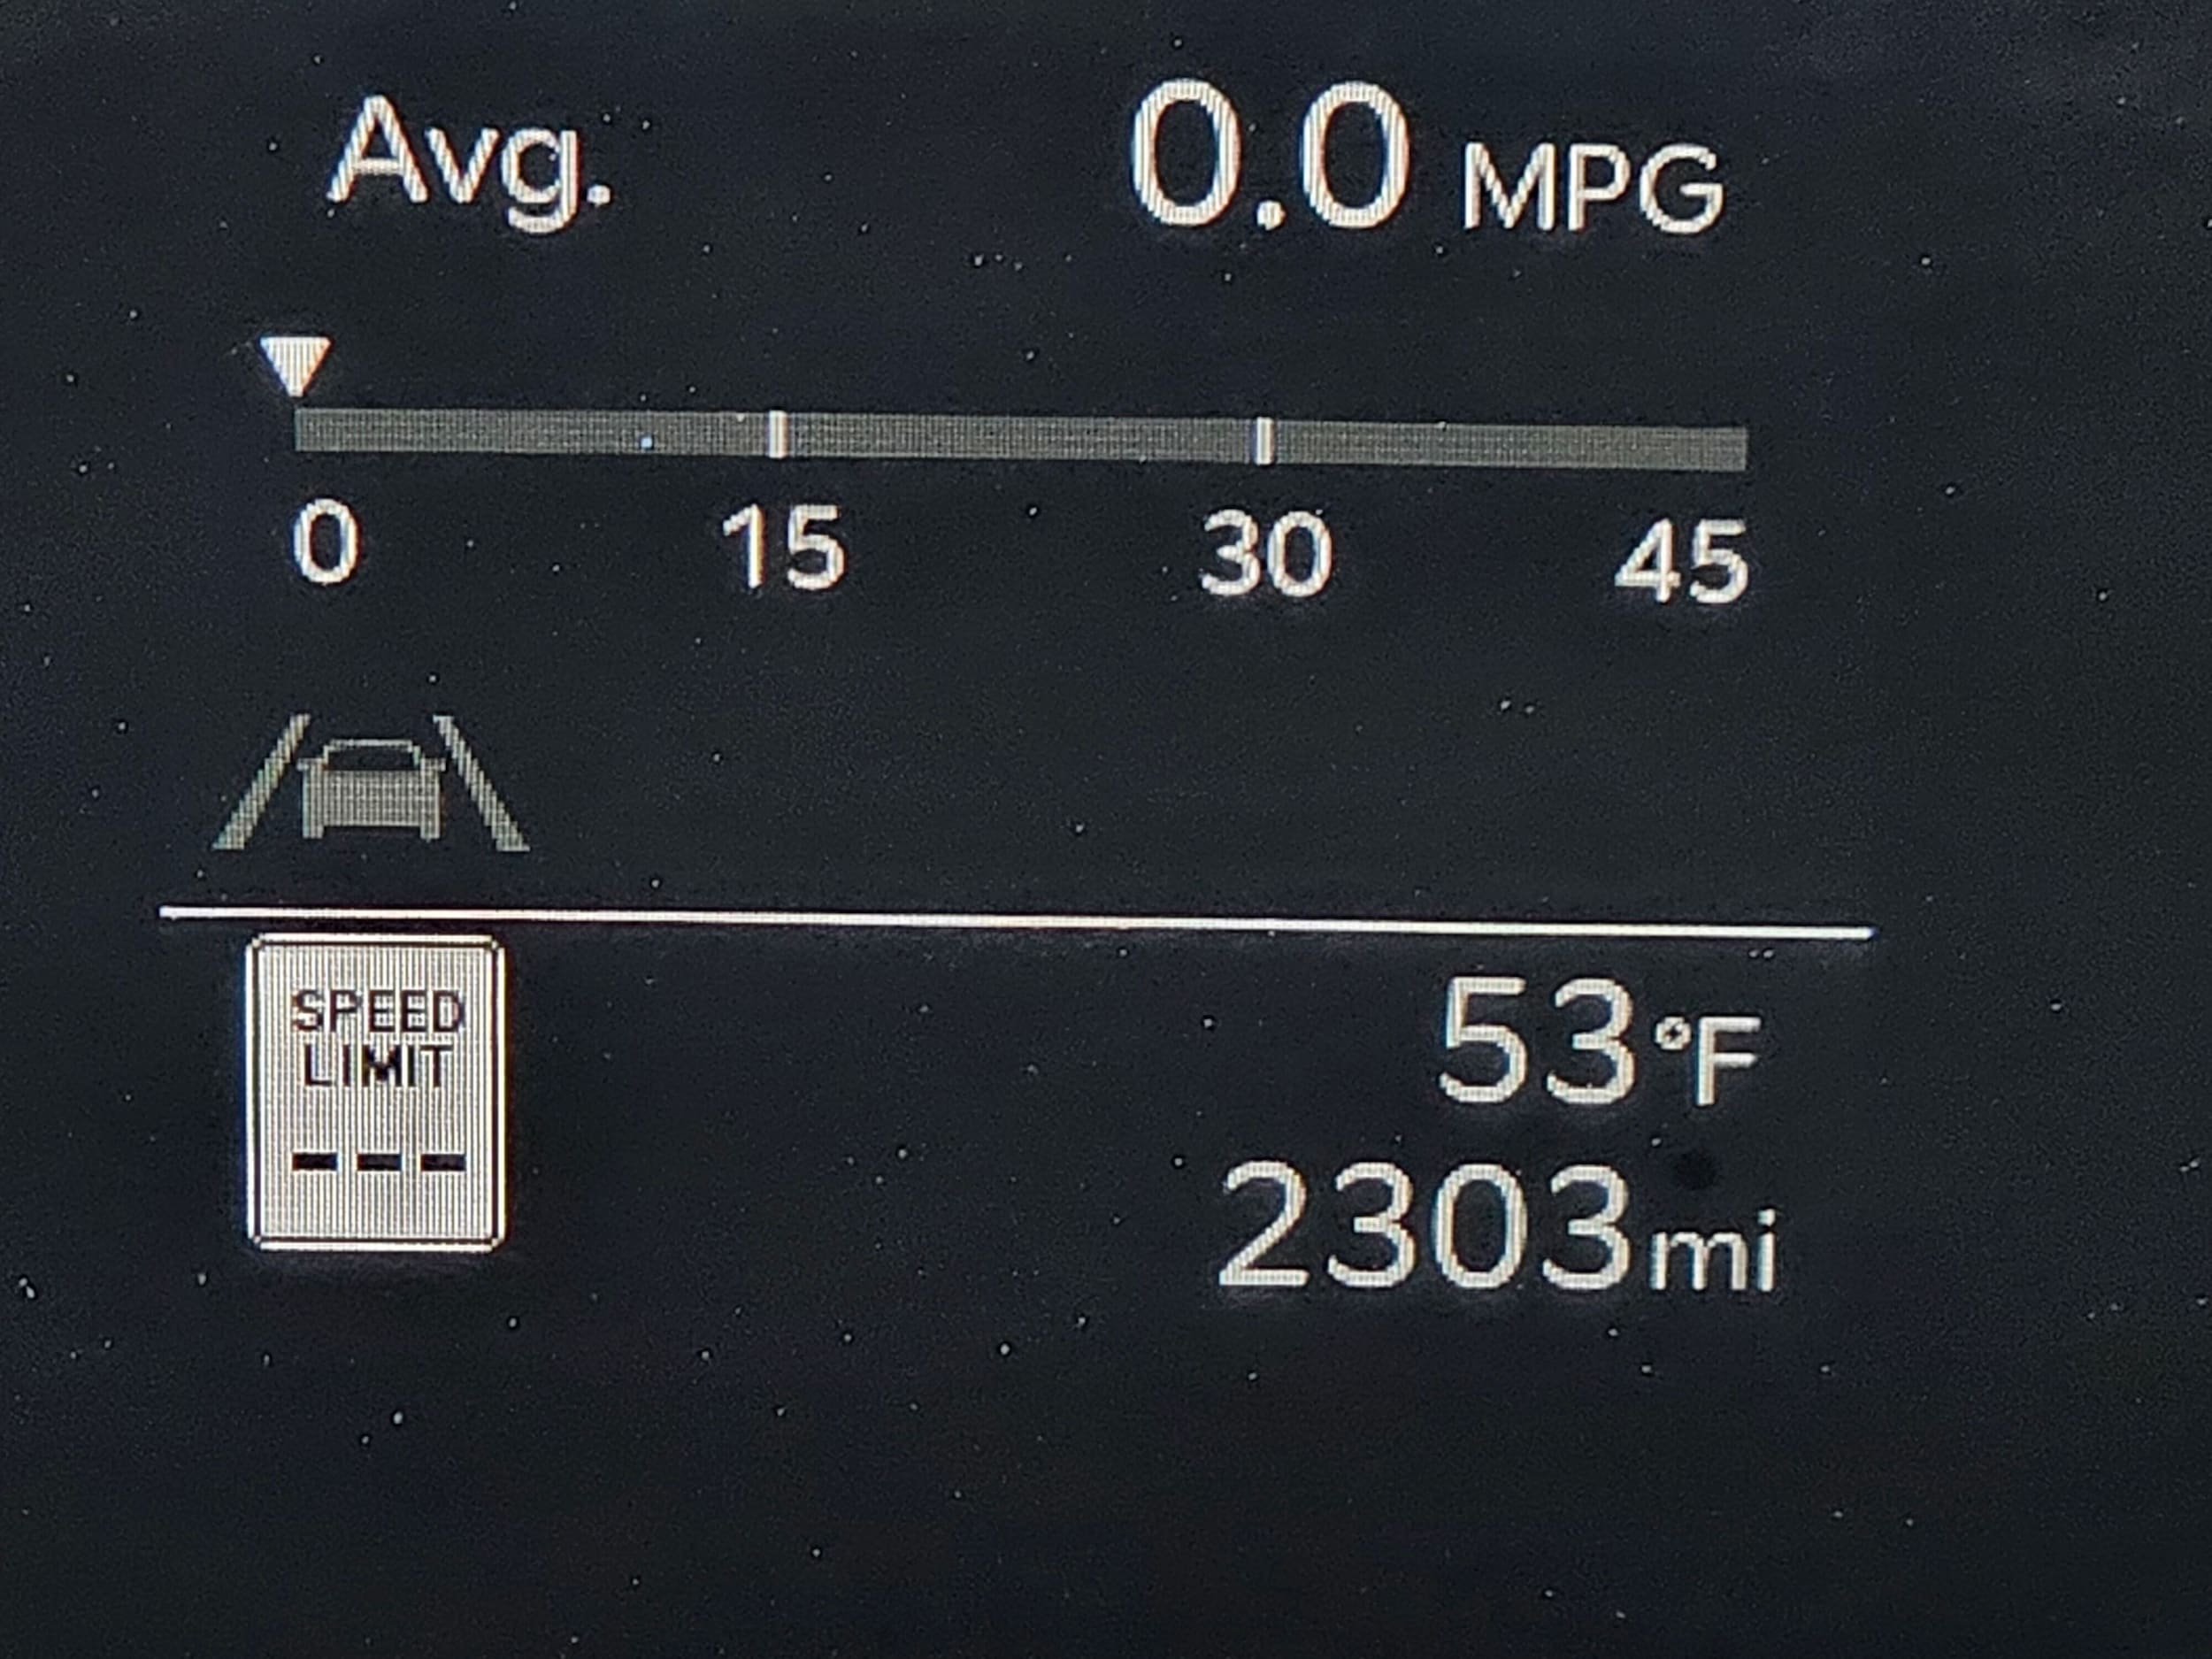 Avg. 0.0 MPG
0 15 30 45
SPEED
LIMIT
---
53°F
2303mi